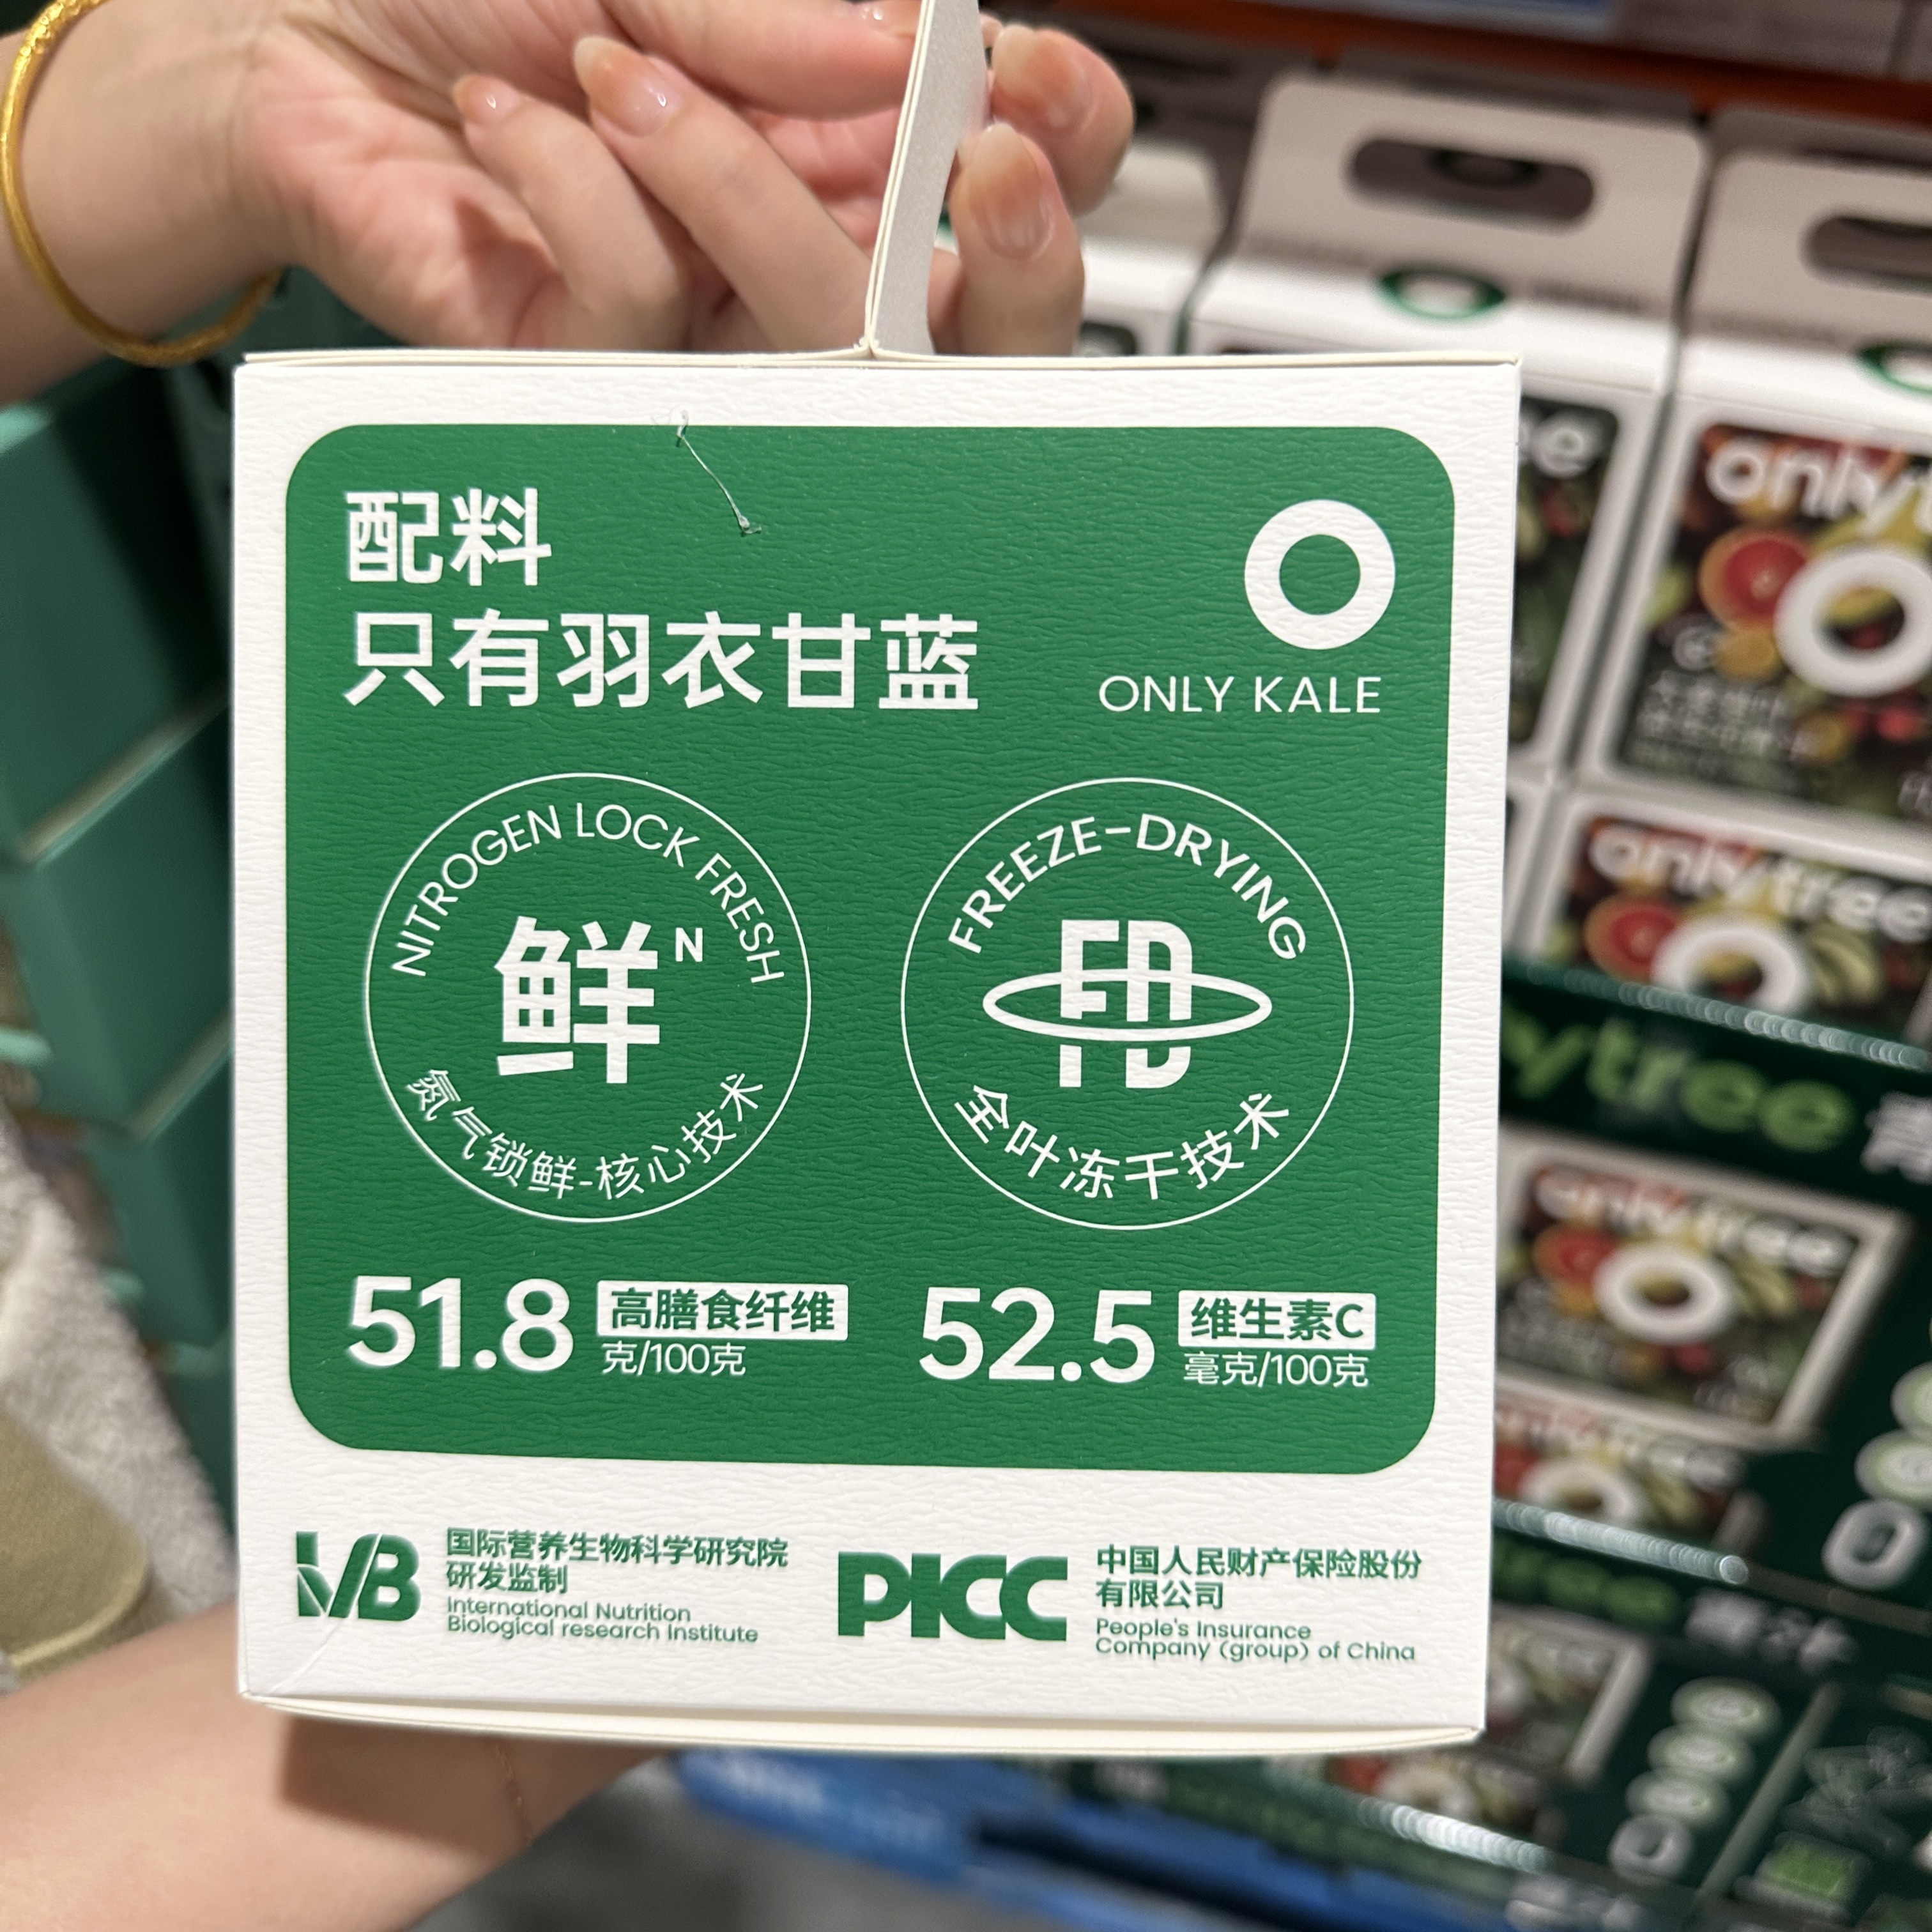 配料
只有羽衣甘蓝
ONLY KALE
NITROGEN LOCK FRESH
鲜N
氮气锁鲜-核心技术
FREEZE-DRYING
FD
全叶冻干技术
51.8
高膳食纤维
克/100克
52.5
维生素C
毫克/100克
国际营养生物科学研究院
研发监制
International Nutrition
Biological research Institute
PICC
中国人民财产保险股份
有限公司
People's Insurance
Company (group) of China
onlytree
onlytree
onlytree